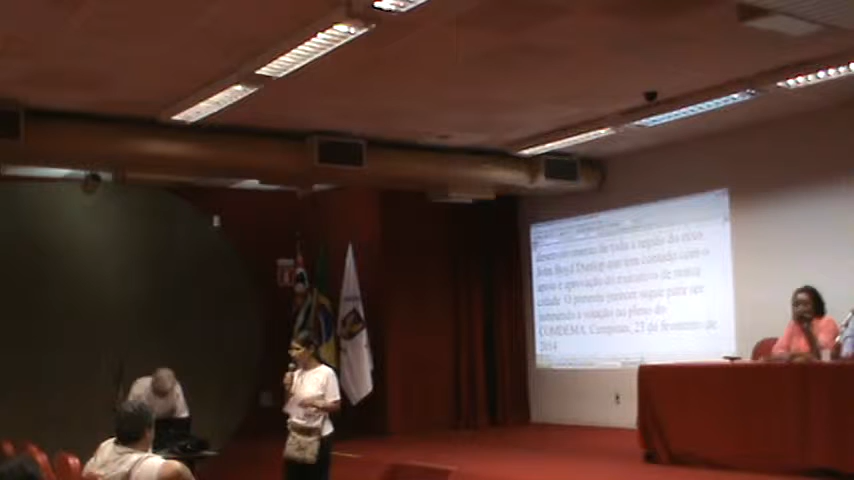 desenvolvimento de toda a região do eixo
John Boyd Dunlop que tem contado com o
apoio e aprovação do executivo de nossa
cidade. O presente parecer segue para ser
submetido à votação no pleno do
COMDEMA. Campinas, 25 de fevereiro de
2014